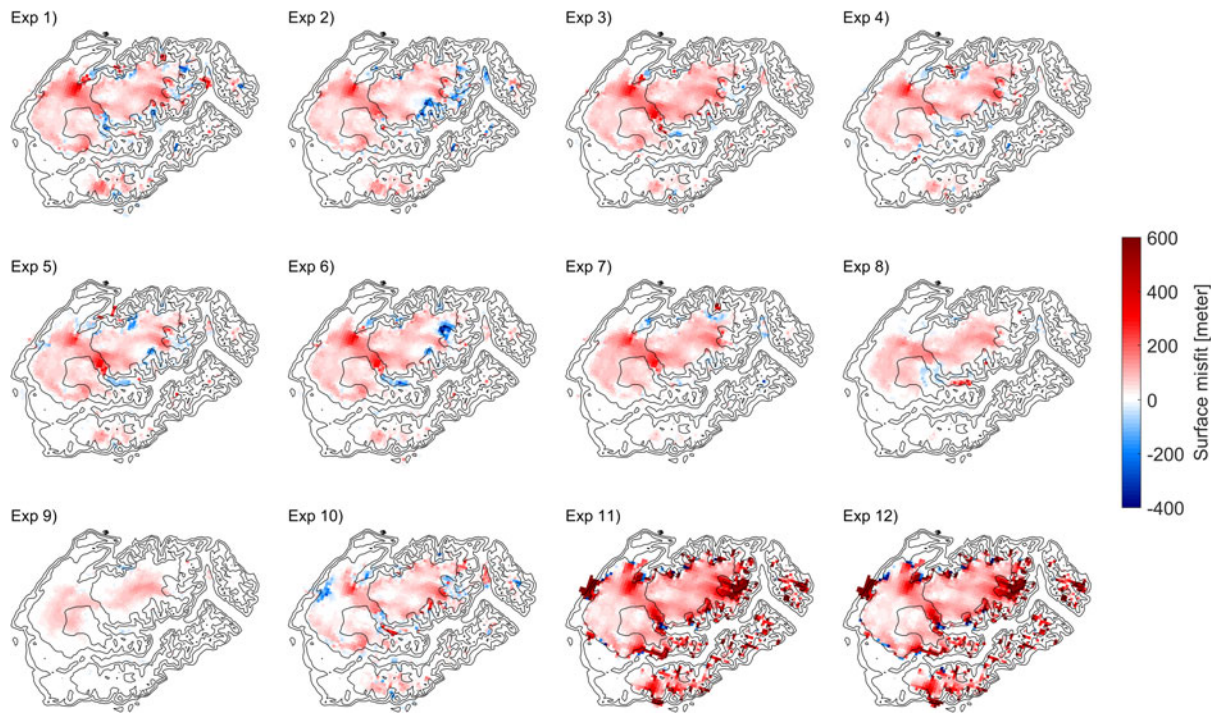 Exp 1)
Exp 2)
Exp 3)
Exp 4)
Exp 5)
Exp 6)
Exp 7)
Exp 8)
600
400
200
0
-200
-400
Surface misfit [meter]
Exp 9)
Exp 10)
Exp 11)
Exp 12)